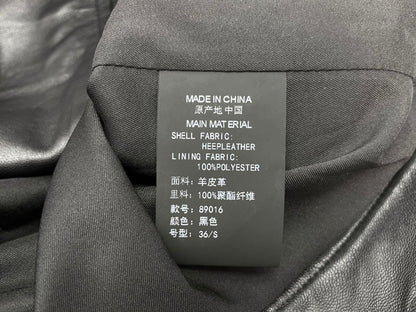 MADE IN CHINA
原产地中国
MAIN MATERIAL
SHELL FABRIC:
HEEPLEATHER
LINING FABRIC:
100%POLYESTER
面料: 羊皮革
里料: 100%聚酯纤维
款号: 89016
颜色: 黑色
号型: 36/S